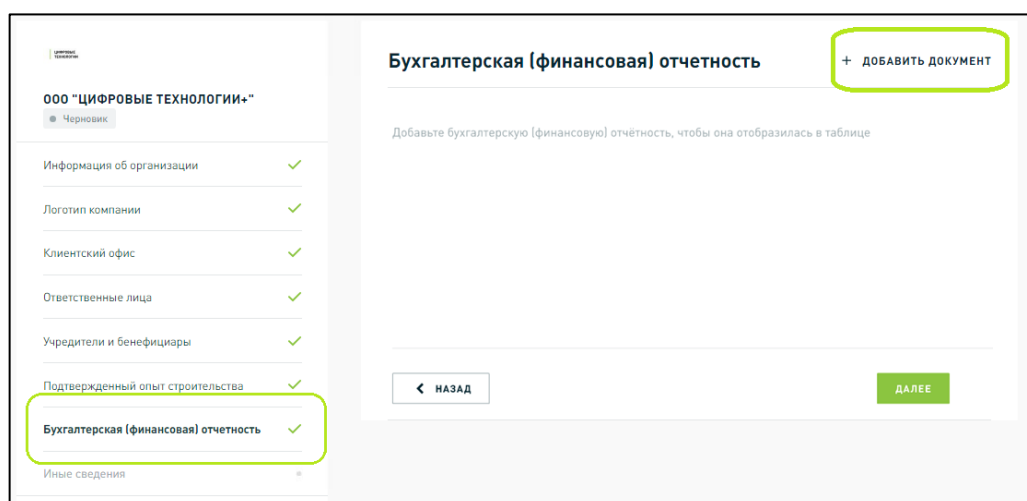 ЦИФРОВЫЕ
ТЕХНОЛОГИИ
ООО "ЦИФРОВЫЕ ТЕХНОЛОГИИ+"
Черновик
Информация об организации
Логотип компании
Клиентский офис
Ответственные лица
Учредители и бенефициары
Подтвержденный опыт строительства
Бухгалтерская (финансовая) отчетность
Иные сведения
Бухгалтерская (финансовая) отчетность
+ ДОБАВИТЬ ДОКУМЕНТ
Добавьте бухгалтерскую (финансовую) отчётность, чтобы она отобразилась в таблице
НАЗАД
ДАЛЕЕ